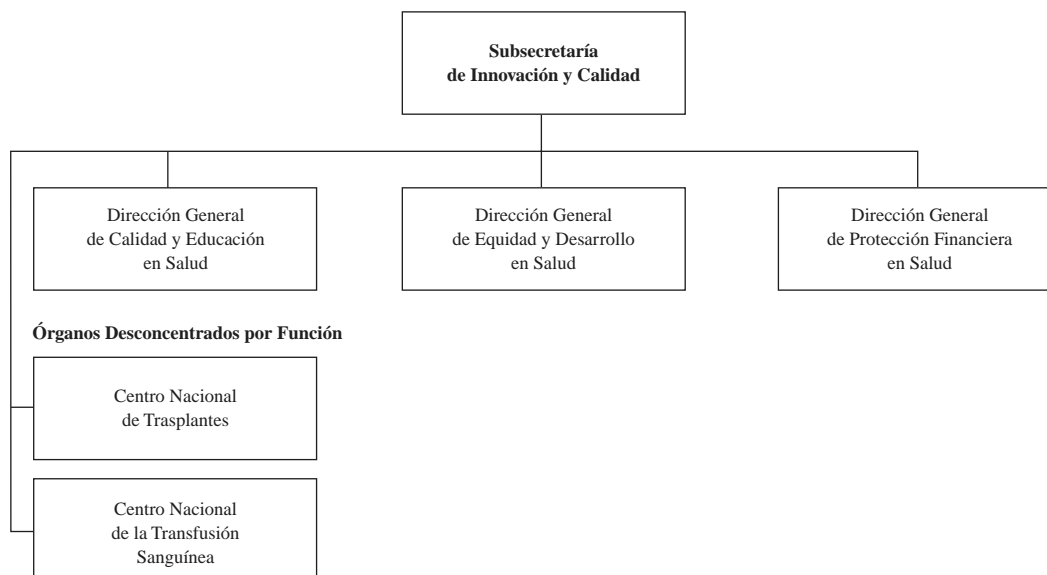 Subsecretaría
de Innovación y Calidad
Dirección General
de Calidad y Educación
en Salud
Dirección General
de Equidad y Desarrollo
en Salud
Dirección General
de Protección Financiera
en Salud
Órganos Desconcentrados por Función
Centro Nacional
de Trasplantes
Centro Nacional
de la Transfusión
Sanguínea